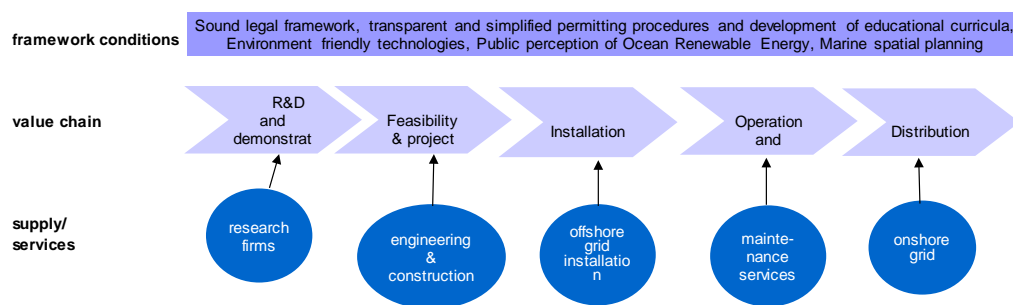 framework conditions
Sound legal framework, transparent and simplified permitting procedures and development of educational curricula,
Environment friendly technologies, Public perception of Ocean Renewable Energy, Marine spatial planning
value chain
R&D
and
demonstrat
Feasibility
& project
Installation
Operation
and
Distribution
supply/
services
research
firms
engineering
&
construction
offshore
grid
installatio
n
mainte-
nance
services
onshore
grid